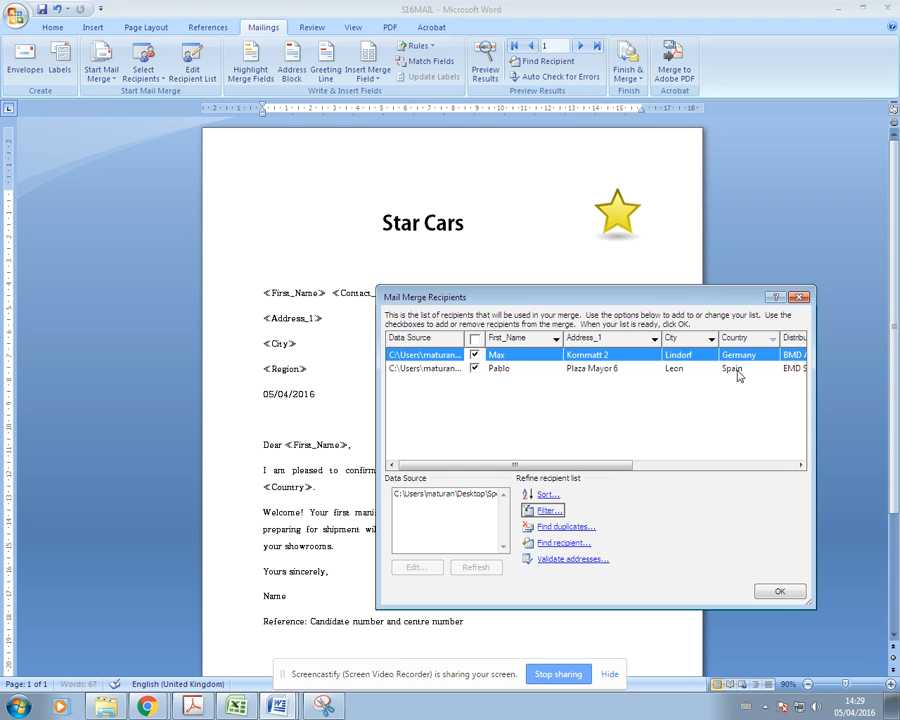 S16MAIL - Microsoft Word
Home Insert Page Layout References Mailings Review View PDF Acrobat
Envelopes Labels
Create
Start Mail Merge Select Recipients Edit Recipient List
Start Mail Merge
Highlight Merge Fields Address Block Greeting Line Insert Merge Field
Rules
Match Fields
Update Labels
Write & Insert Fields
Preview Results
1
Find Recipient
Auto Check for Errors
Preview Results
Finish & Merge
Finish
Merge to Adobe PDF
Acrobat
Star Cars
≪First_Name≫ ≪Contact_
≪Address_1≫
≪City≫
≪Region≫
05/04/2016
Dear ≪First_Name≫,
I am pleased to confirm
≪Country≫.
Welcome! Your first mani
preparing for shipment wil
your showrooms.
Yours sincerely,
Name
Reference: Candidate number and centre number
Mail Merge Recipients
This is the list of recipients that will be used in your merge. Use the options below to add to or change your list. Use the
checkboxes to add or remove recipients from the merge. When your list is ready, click OK.
Data Source First_Name Address_1 City Country Distribu
C:\Users\maturan... Max Kornmatt 2 Lindorf Germany BMD A
C:\Users\maturan... Pablo Plaza Mayor 6 Leon Spain EMD S
Data Source
C:\Users\maturan\Desktop\Spe
Edit... Refresh
Refine recipient list
Sort...
Filter...
Find duplicates...
Find recipient...
Validate addresses...
OK
Screencastify (Screen Video Recorder) is sharing your screen. Stop sharing Hide
Page: 1 of 1 Words: 67 English (United Kingdom) 90%
14:29
05/04/2016